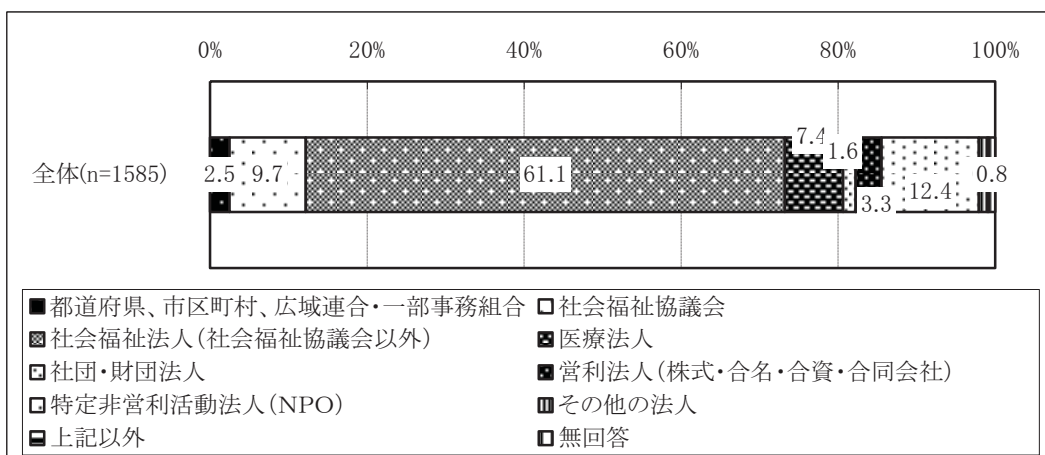 0% 20% 40% 60% 80% 100%
全体(n=1585)
2.5 9.7 61.1 7.4 1.6 3.3 12.4 0.8
都道府県、市区町村、広域連合・一部事務組合 社会福祉協議会
社会福祉法人(社会福祉協議会以外) 医療法人
社団・財団法人 営利法人(株式・合名・合資・合同会社)
特定非営利活動法人(NPO) その他の法人
上記以外 無回答